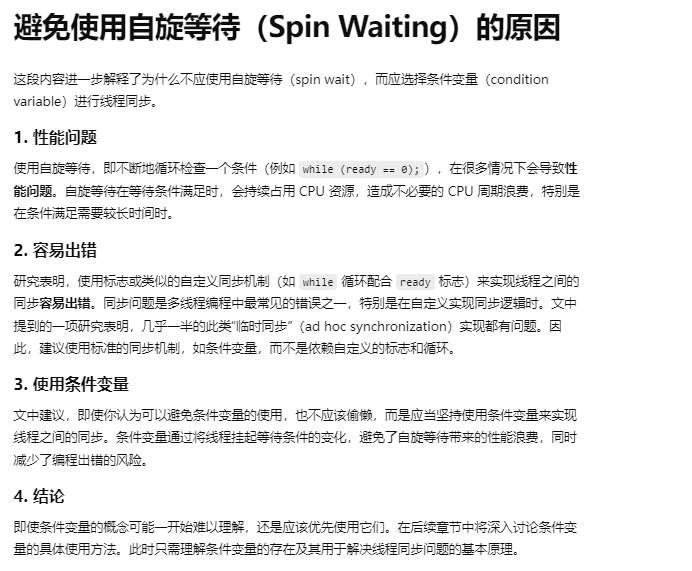 避免使用自旋等待（Spin Waiting）的原因
这段内容进一步解释了为什么不应使用自旋等待（spin wait），而应选择条件变量（condition
variable）进行线程同步。
1. 性能问题
使用自旋等待，即不断地循环检查一个条件（例如 while (ready == 0); ），在很多情况下会导致性
能问题。自旋等待在等待条件满足时，会持续占用 CPU 资源，造成不必要的 CPU 周期浪费，特别是
在条件满足需要较长时间时。
2. 容易出错
研究表明，使用标志或类似的自定义同步机制（如 while 循环配合 ready 标志）来实现线程之间的
同步容易出错。同步问题是多线程编程中最常见的错误之一，特别是在自定义实现同步逻辑时。文中
提到的一项研究表明，几乎一半的此类“临时同步”（ad hoc synchronization）实现都有问题。因
此，建议使用标准的同步机制，如条件变量，而不是依赖自定义的标志和循环。
3. 使用条件变量
文中建议，即使你认为可以避免条件变量的使用，也不应该偷懒，而是应当坚持使用条件变量来实现
线程之间的同步。条件变量通过将线程挂起等待条件的变化，避免了自旋等待带来的性能浪费，同时
减少了编程出错的风险。
4. 结论
即使条件变量的概念可能一开始难以理解，还是应该优先使用它们。在后续章节中将深入讨论条件变
量的具体使用方法。此时只需理解条件变量的存在及其用于解决线程同步问题的基本原理。